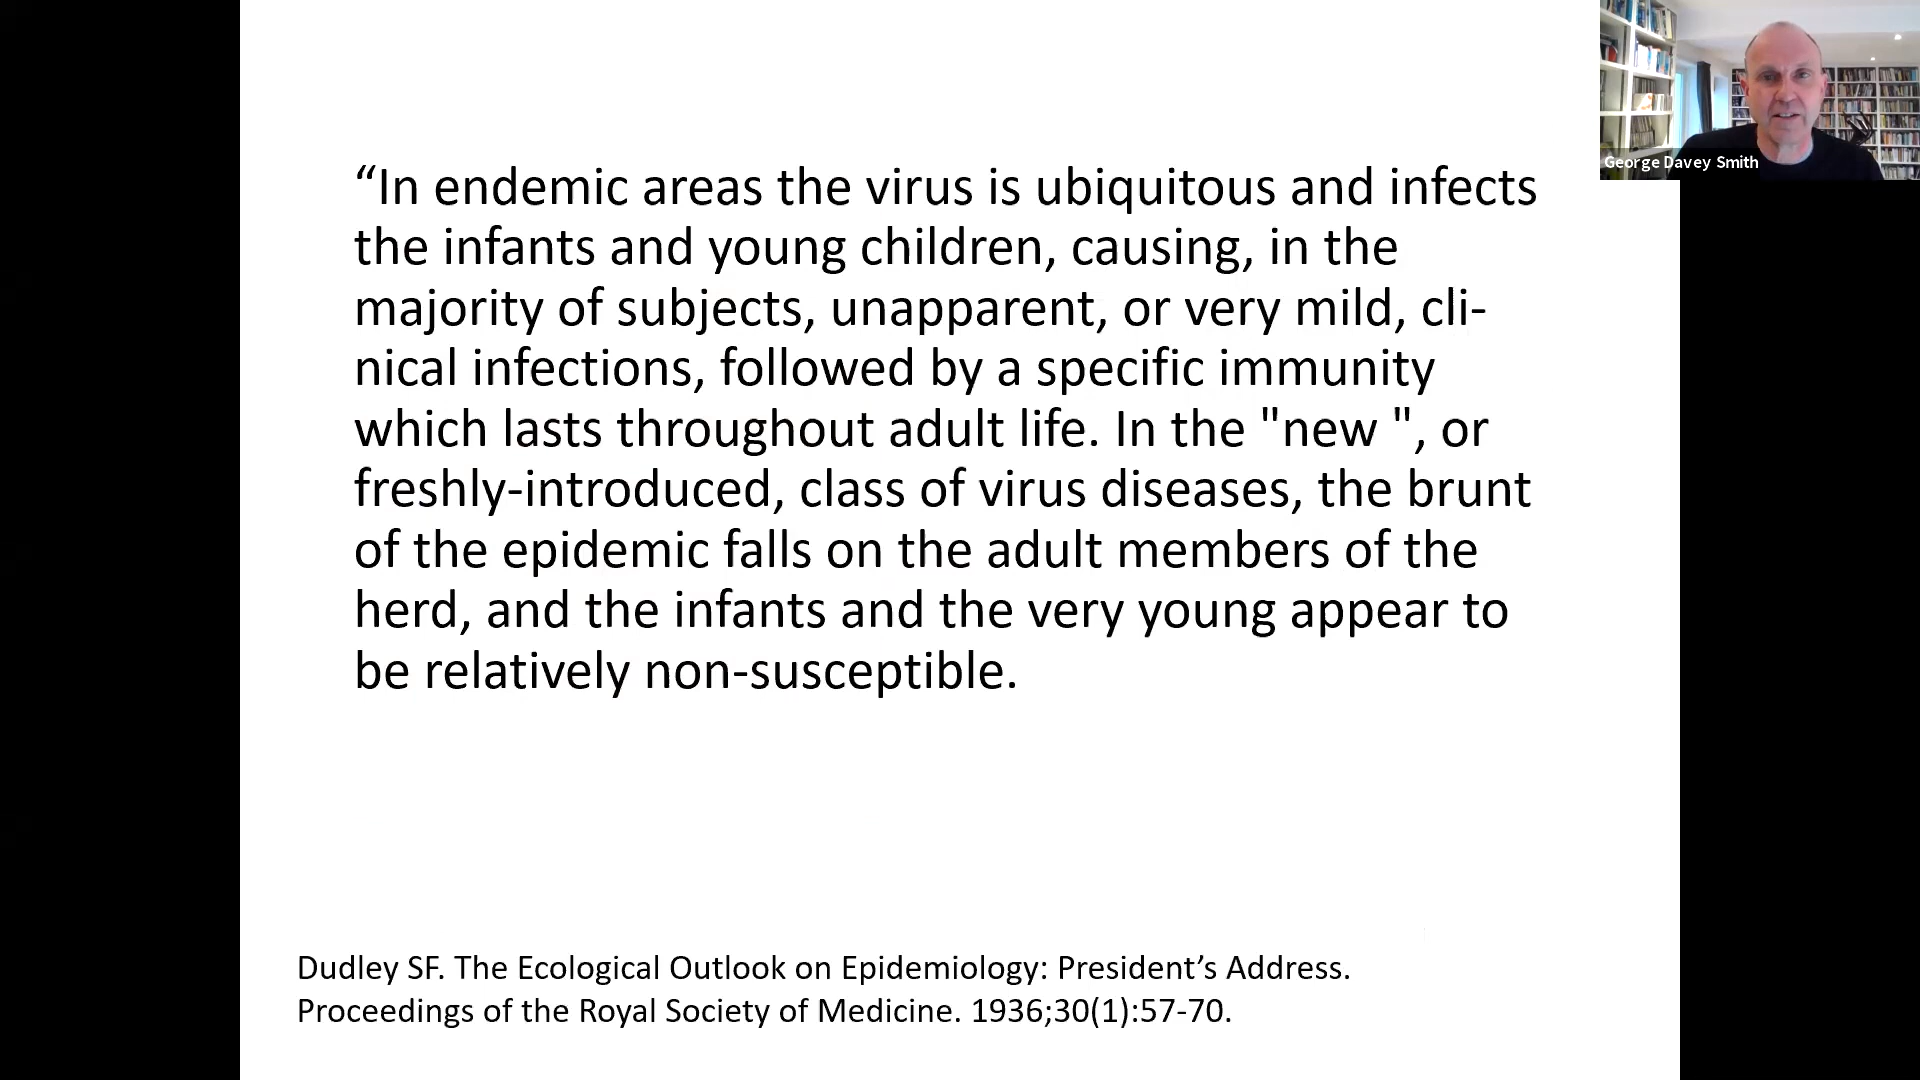 George Davey Smith
“In endemic areas the virus is ubiquitous and infects
the infants and young children, causing, in the
majority of subjects, unapparent, or very mild, cli-
nical infections, followed by a specific immunity
which lasts throughout adult life. In the "new ", or
freshly-introduced, class of virus diseases, the brunt
of the epidemic falls on the adult members of the
herd, and the infants and the very young appear to
be relatively non-susceptible.
Dudley SF. The Ecological Outlook on Epidemiology: President’s Address.
Proceedings of the Royal Society of Medicine. 1936;30(1):57-70.